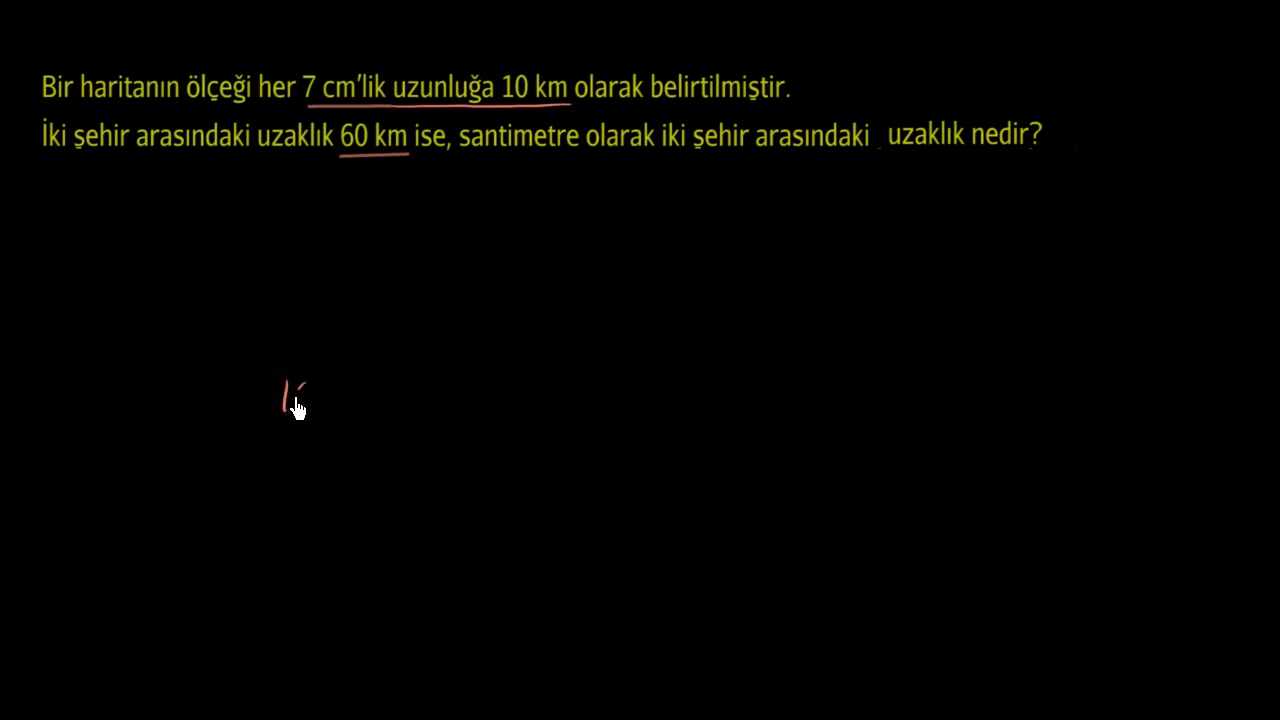 Bir haritanın ölçeği her 7 cm'lik uzunluğa 10 km olarak belirtilmiştir.
İki şehir arasındaki uzaklık 60 km ise, santimetre olarak iki şehir arasındaki uzaklık nedir?